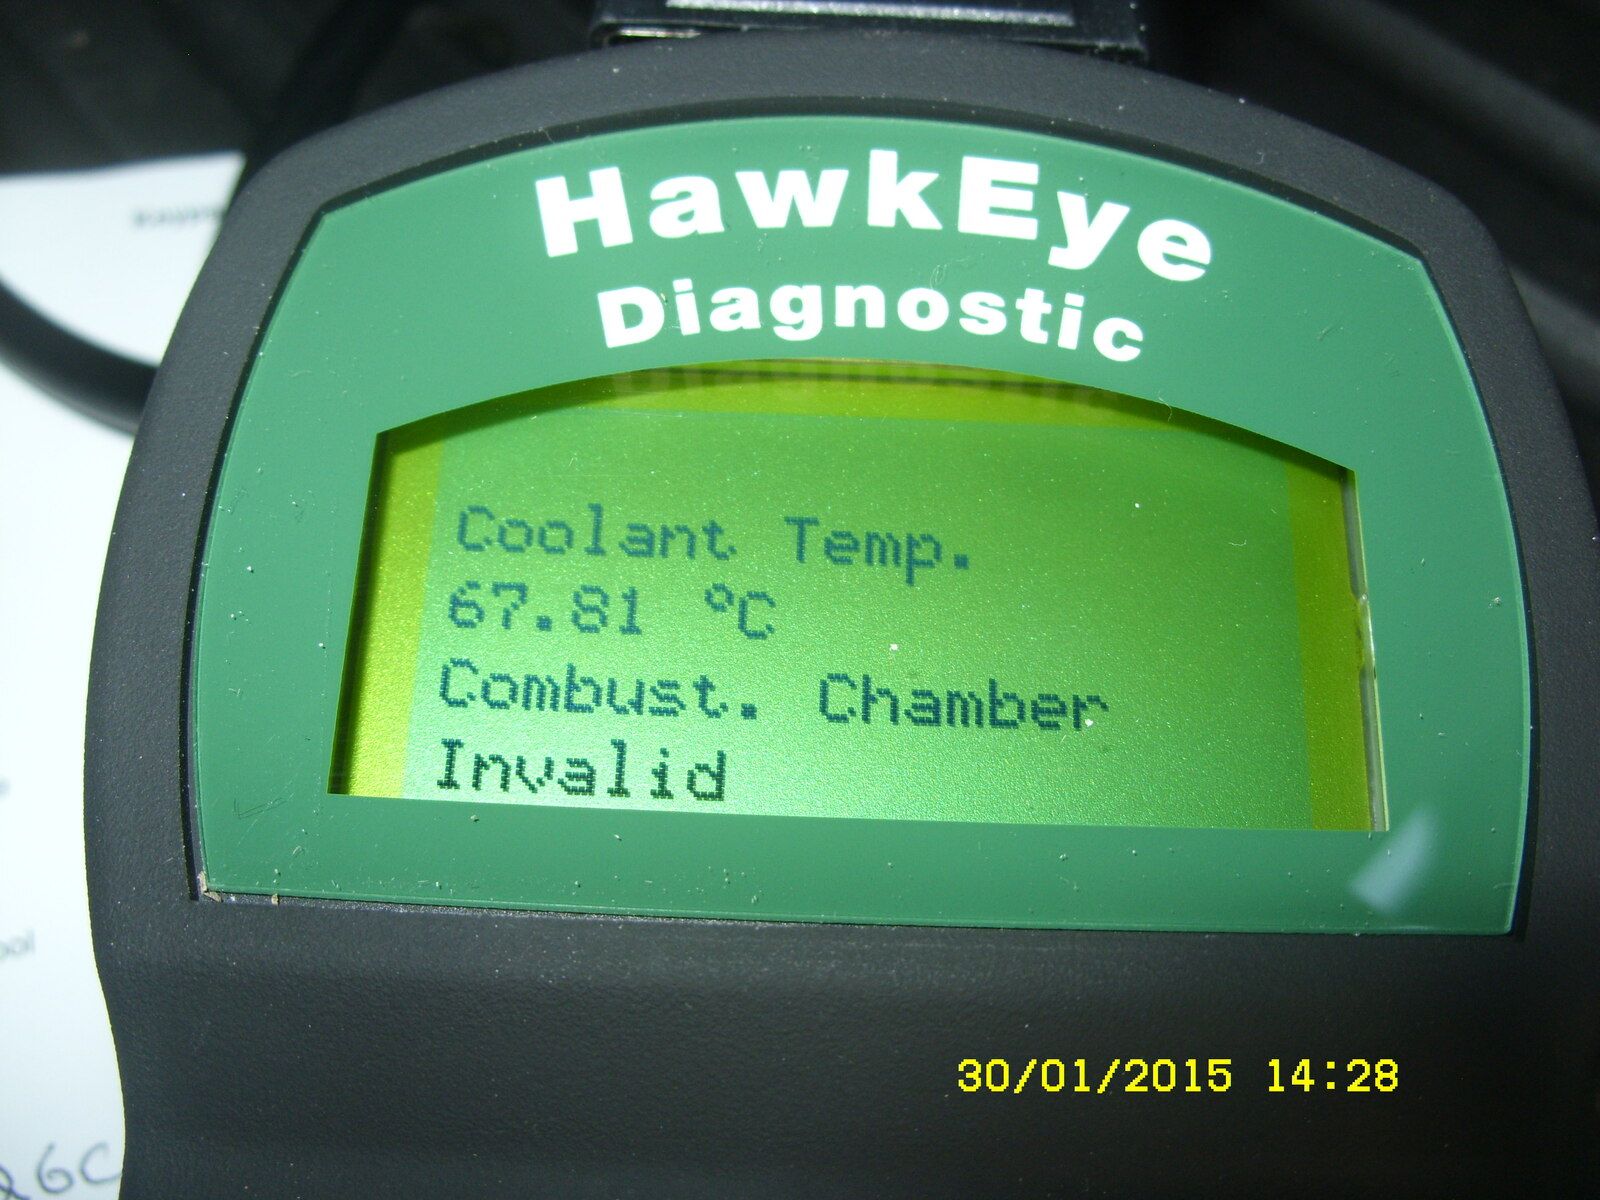 HawkEye
Diagnostic
Coolant Temp.
67.81 °C
Combust. Chamber
Invalid
30/01/2015 14:28